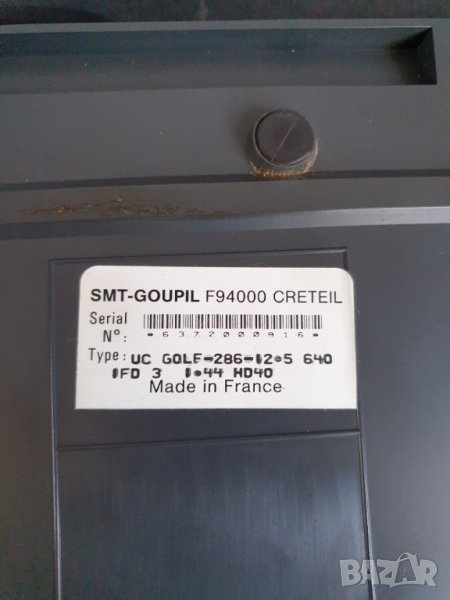 SMT-GOUPIL F94000 CRETEIL
Serial
N°: *6372000916*
Type: UC GOLF-286-12.5 640
1FD 3 1.44 HD40
Made in France
BAZAR